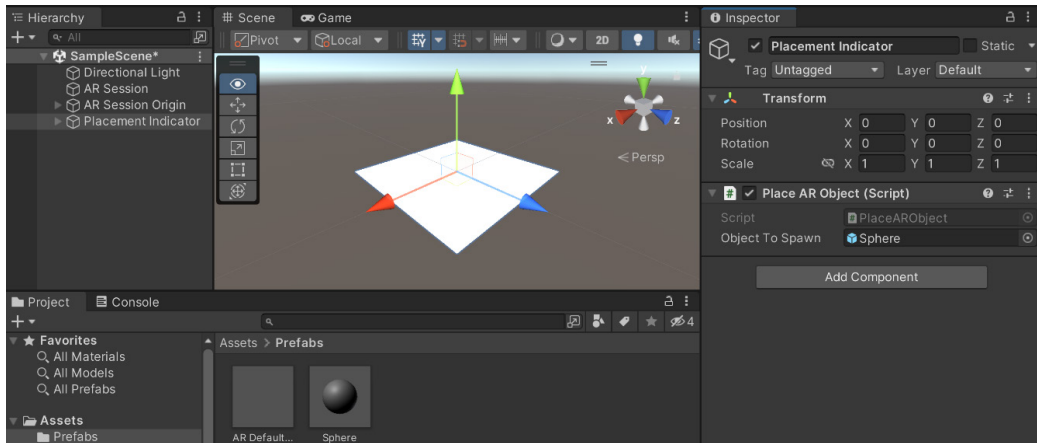 Hierarchy
All
SampleScene*
Directional Light
AR Session
AR Session Origin
Placement Indicator
Scene
Game
Pivot
Local
2D
y
x
z
Persp
Inspector
Placement Indicator
Static
Tag Untagged
Layer Default
Transform
Position X 0 Y 0 Z 0
Rotation X 0 Y 0 Z 0
Scale X 1 Y 1 Z 1
# Place AR Object (Script)
Script # PlaceARObject
Object To Spawn Sphere
Add Component
Project
Console
4
Favorites
All Materials
All Models
All Prefabs
Assets
Prefabs
Assets > Prefabs
AR Default...
Sphere